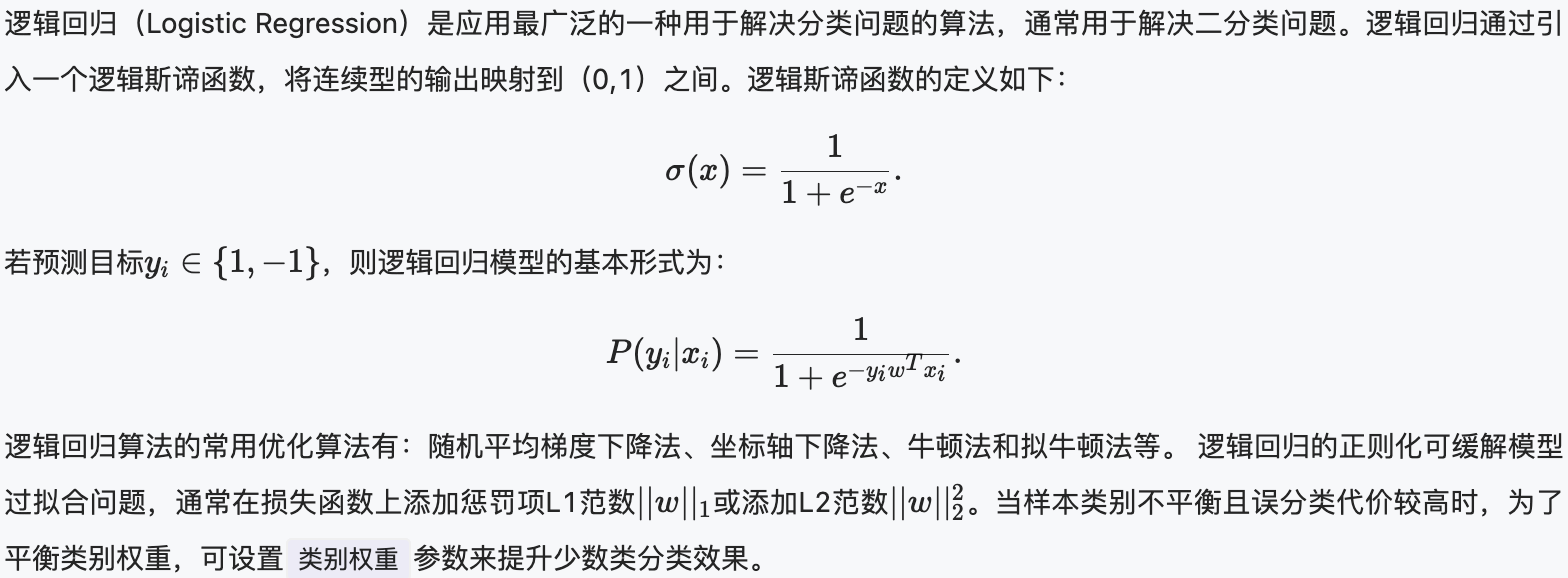 逻辑回归（Logistic Regression）是应用最广泛的一种用于解决分类问题的算法，通常用于解决二分类问题。逻辑回归通过引
入一个逻辑斯谛函数，将连续型的输出映射到（0,1）之间。逻辑斯谛函数的定义如下：
$\sigma(x) = \frac{1}{1 + e^{-x}}.$
若预测目标$y_i \in \{1, -1\}$，则逻辑回归模型的基本形式为：
$P(y_i|x_i) = \frac{1}{1 + e^{-y_i w^T x_i}}.$
逻辑回归算法的常用优化算法有：随机平均梯度下降法、坐标轴下降法、牛顿法和拟牛顿法等。 逻辑回归的正则化可缓解模型
过拟合问题，通常在损失函数上添加惩罚项L1范数$||w||_1$或添加L2范数$||w||_2^2$。当样本类别不平衡且误分类代价较高时，为了
平衡类别权重，可设置 类别权重 参数来提升少数类分类效果。